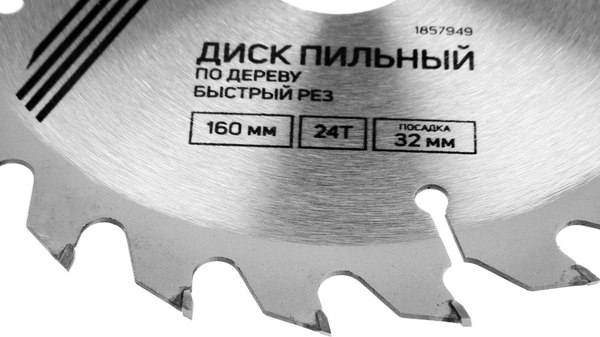 1857949
ДИСК ПИЛЬНЫЙ
ПО ДЕРЕВУ
БЫСТРЫЙ РЕЗ
160 мм 24Т ПОСАДКА 32 мм